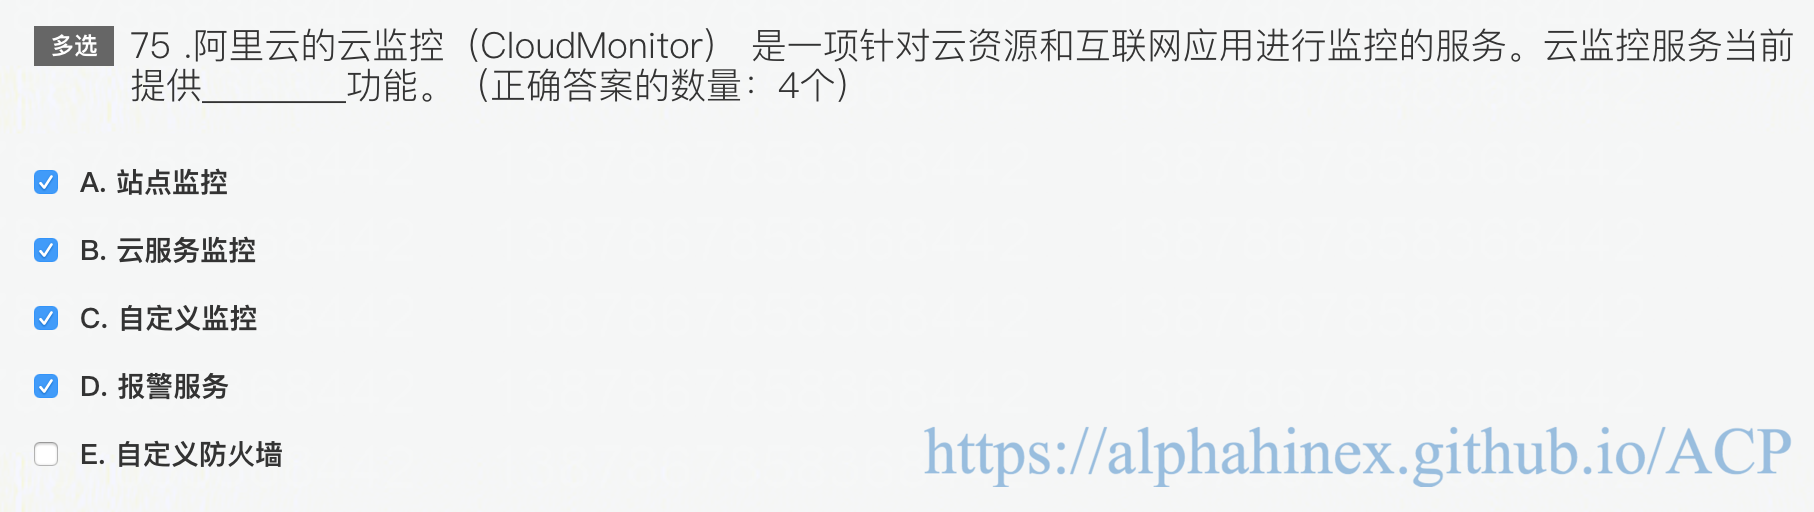 多选 75 .阿里云的云监控（CloudMonitor） 是一项针对云资源和互联网应用进行监控的服务。云监控服务当前
提供________功能。（正确答案的数量：4个）
A. 站点监控
B. 云服务监控
C. 自定义监控
D. 报警服务
E. 自定义防火墙
https://alphahinex.github.io/ACP